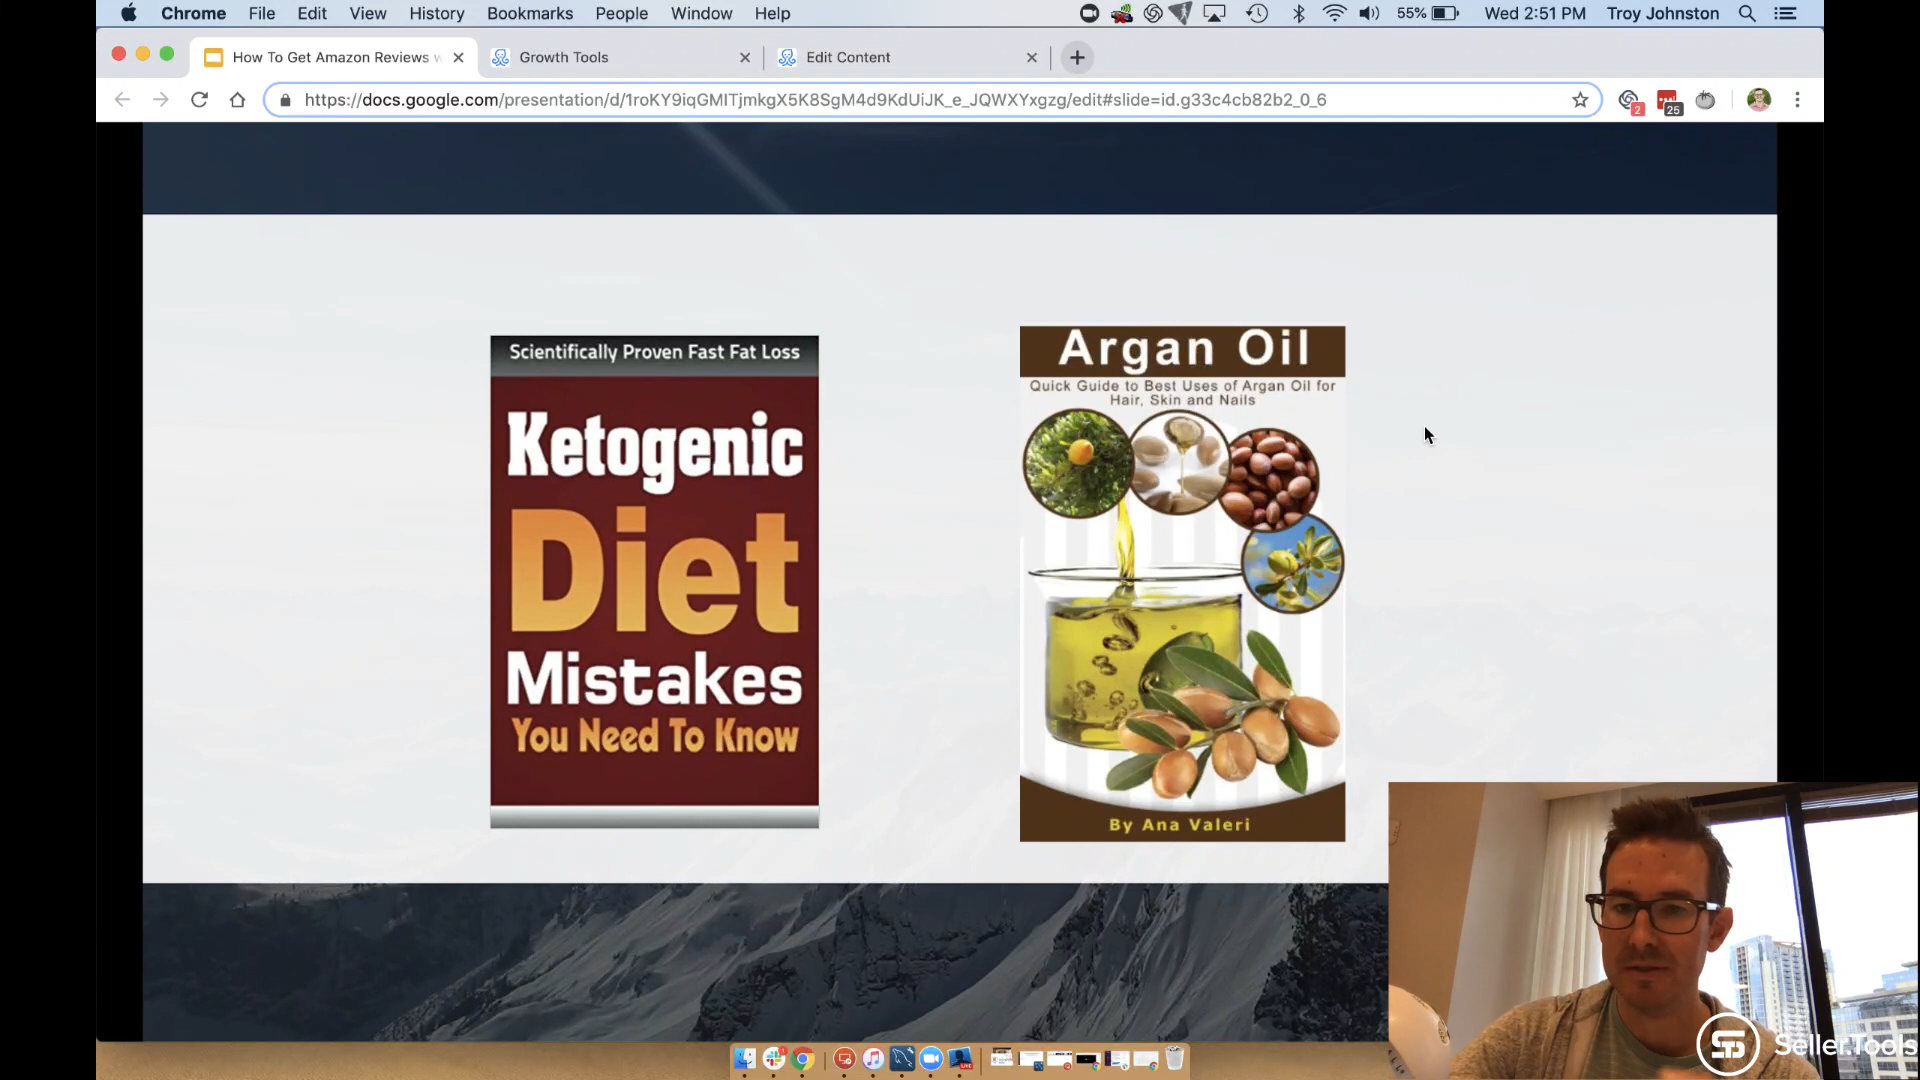 Chrome File Edit View History Bookmarks People Window Help
55% Wed 2:51 PM Troy Johnston
How To Get Amazon Reviews w
Growth Tools
Edit Content
https://docs.google.com/presentation/d/1roKY9iqGMITjmkgX5K8SgM4d9KdUiJK_e_JQWXYxgzg/edit#slide=id.g33c4cb82b2_0_6
2
25
Scientifically Proven Fast Fat Loss
Ketogenic
Diet
Mistakes
You Need To Know
Argan Oil
Quick Guide to Best Uses of Argan Oil for
Hair, Skin and Nails
By Ana Valeri
Seller.Tools